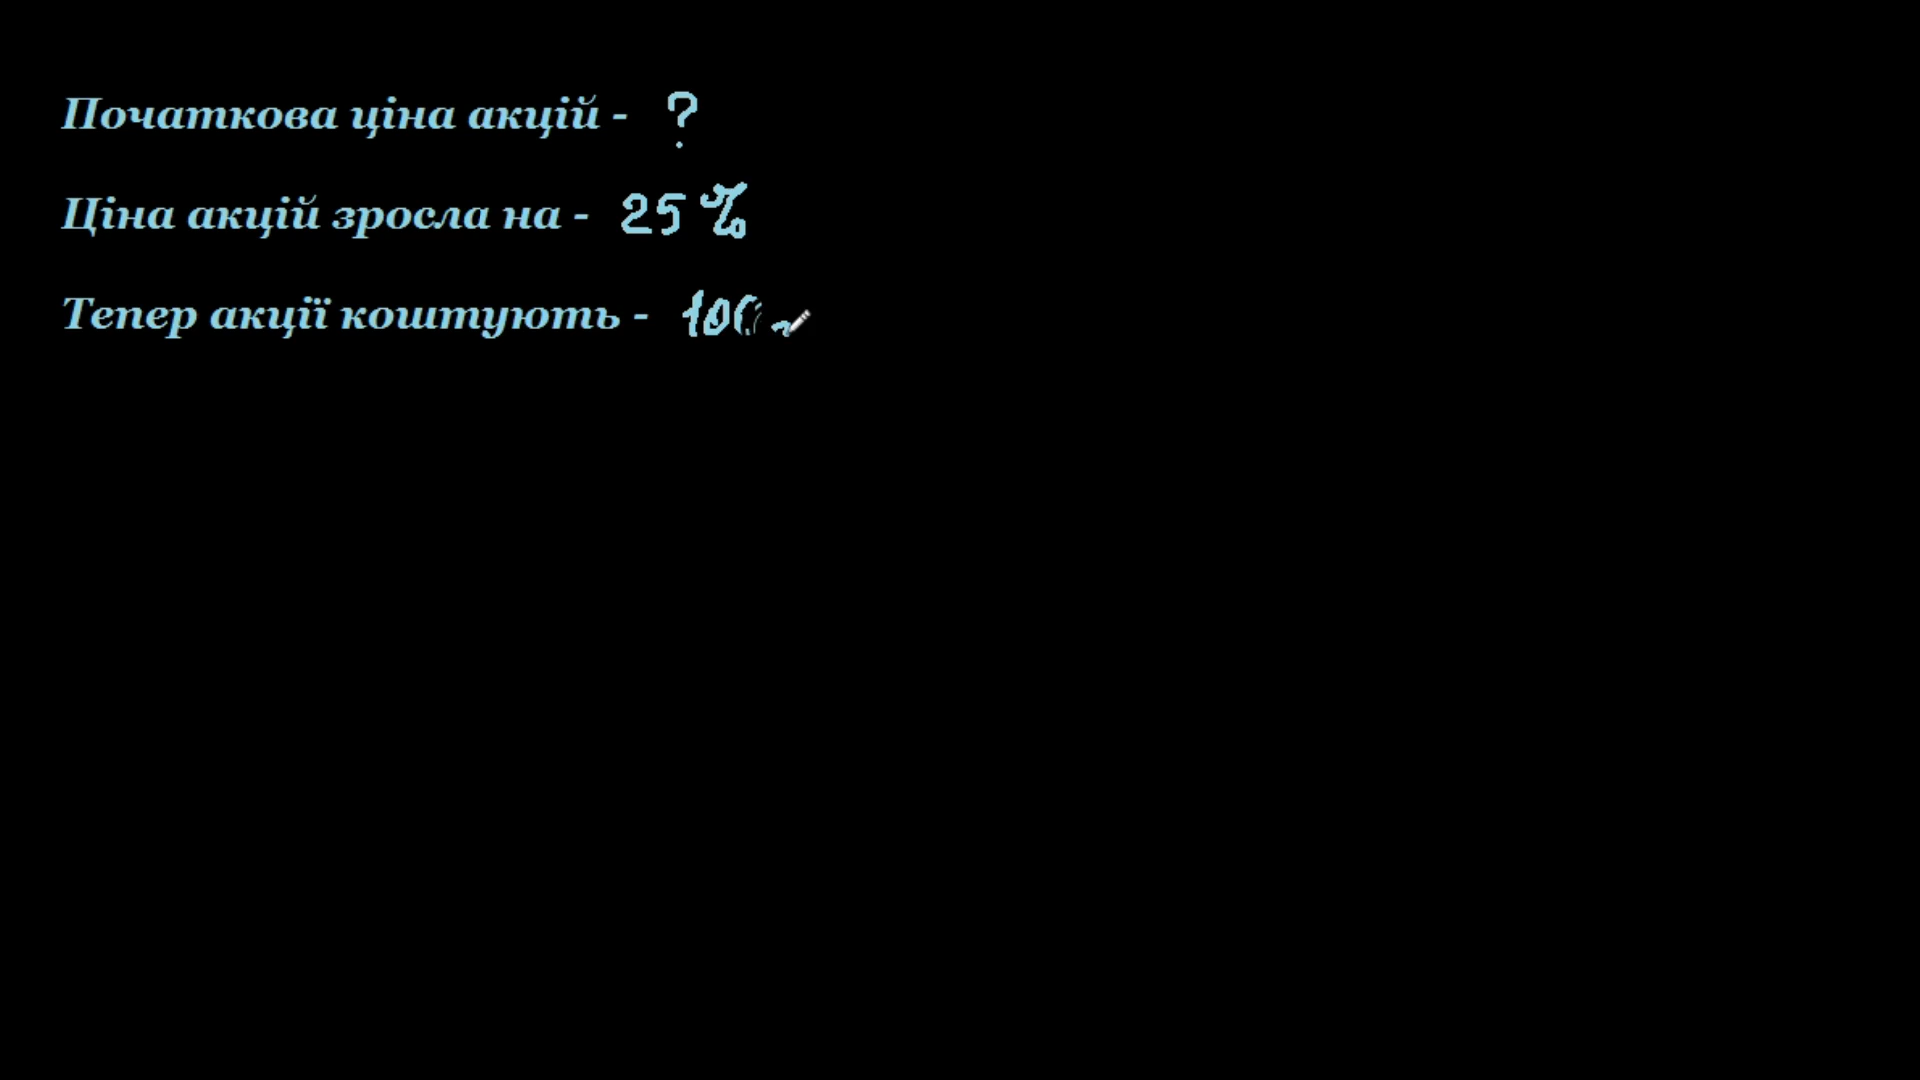 Початкова ціна акцій - ?
Ціна акцій зросла на - 25 %
Тепер акції коштують - 100